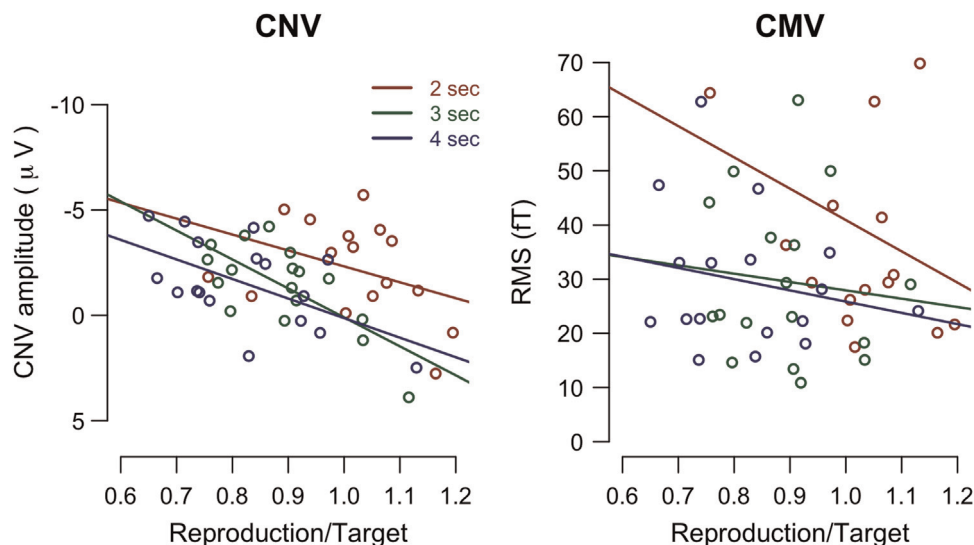 CNV
-10
-5
0
5
CNV amplitude ( μ V )
2 sec
3 sec
4 sec
0.6 0.7 0.8 0.9 1.0 1.1 1.2
Reproduction/Target
CMV
70
60
50
40
30
20
10
0
RMS (fT)
0.6 0.7 0.8 0.9 1.0 1.1 1.2
Reproduction/Target